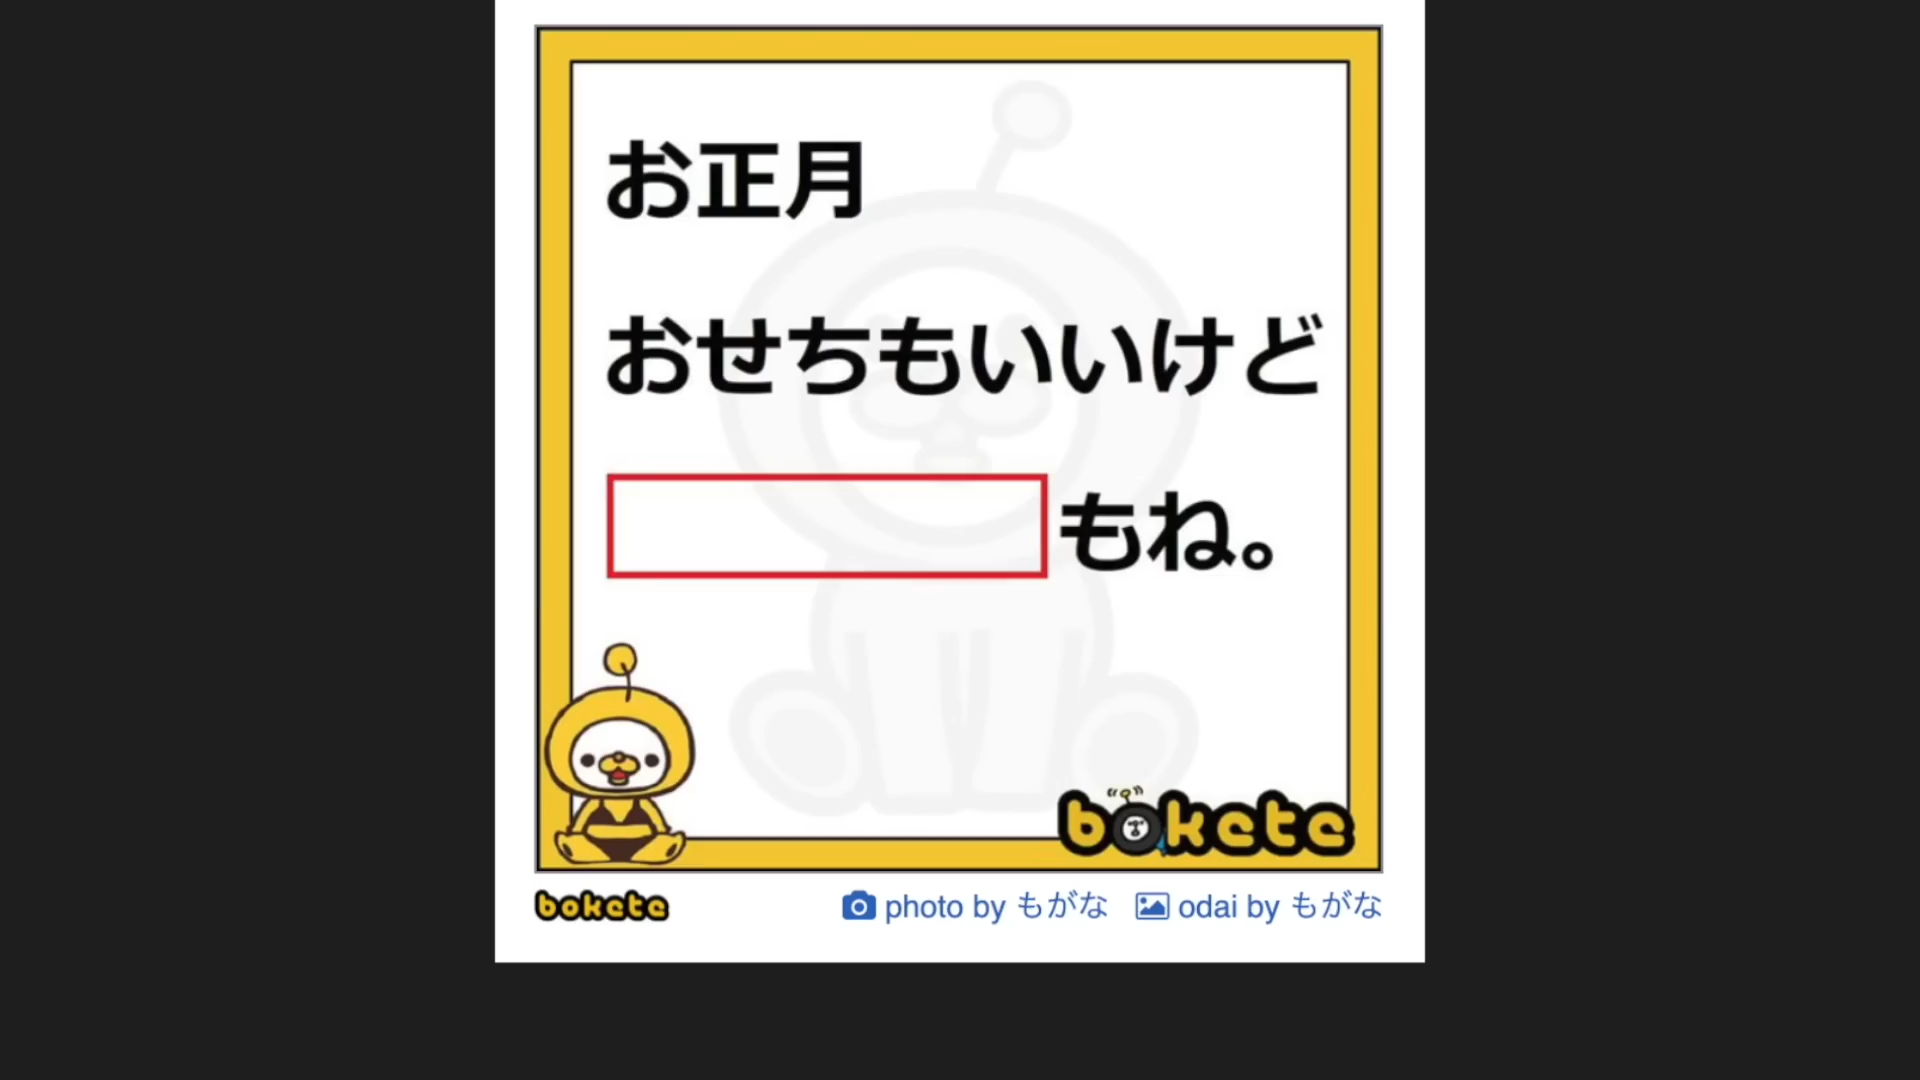 お正月
おせちもいいけど
もね。
bokete
bokete
photo by もがな odai by もがな